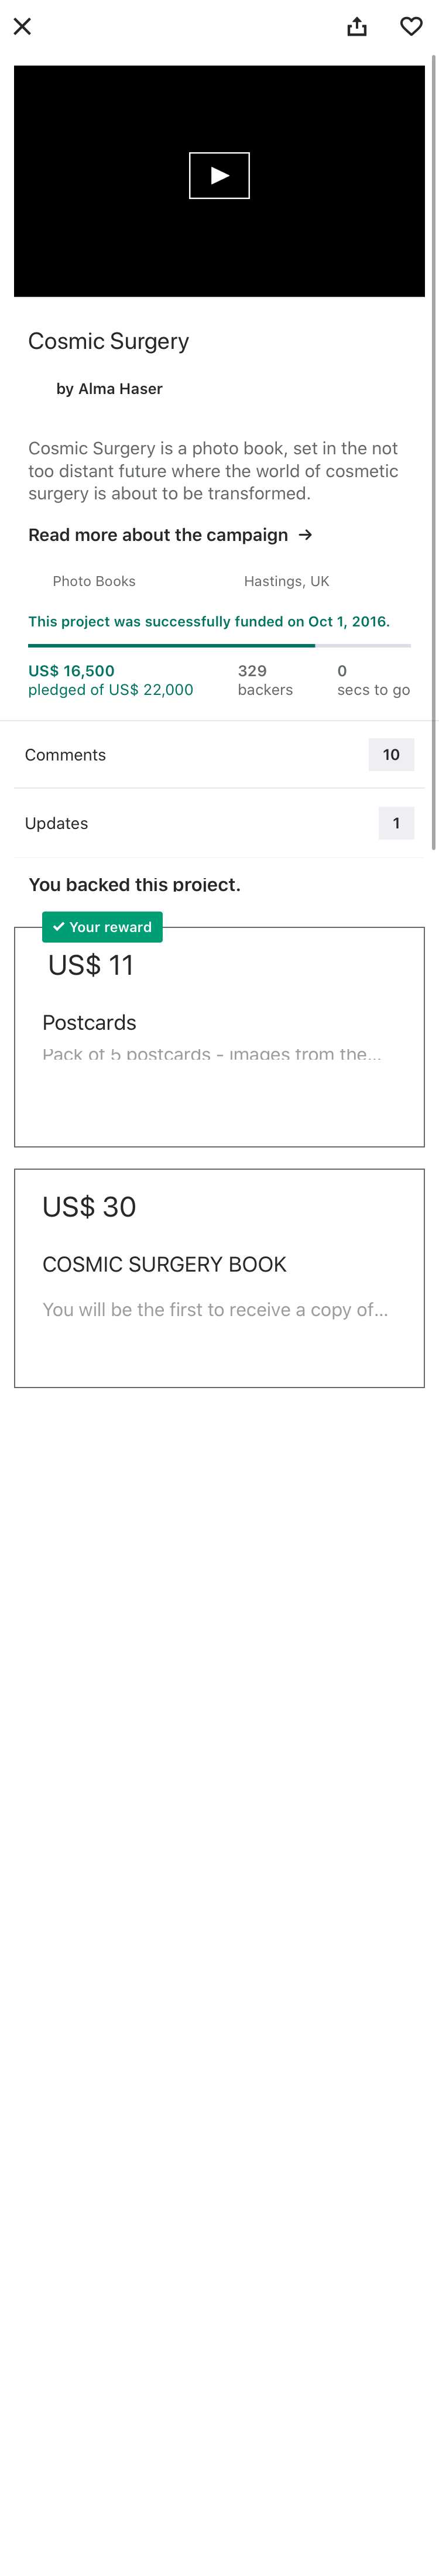 Cosmic Surgery
by Alma Haser
Cosmic Surgery is a photo book, set in the not
too distant future where the world of cosmetic
surgery is about to be transformed.
Read more about the campaign →
Photo Books
Hastings, UK
This project was successfully funded on Oct 1, 2016.
US$ 16,500
pledged of US$ 22,000
329
backers
0
secs to go
Comments
10
Updates
1
You backed this project.
Your reward
US$ 11
Postcards
Pack of 5 postcards - images from the...
US$ 30
COSMIC SURGERY BOOK
You will be the first to receive a copy of...